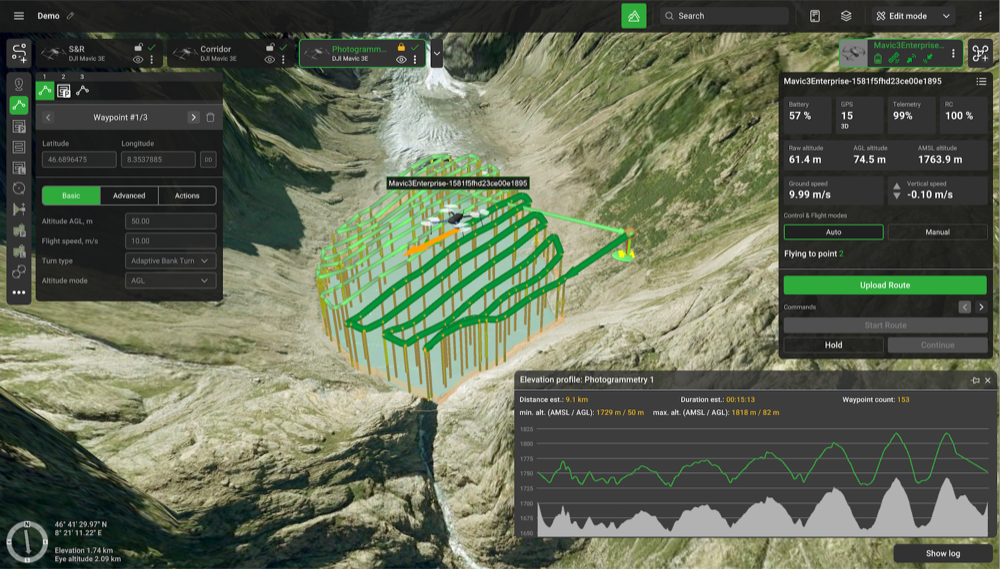 Demo
Search
Edit mode
S&R
DJI Mavic 3E
Corridor
DJI Mavic 3E
Photogramm...
DJI Mavic 3E
Mavic3Enterprise...
1 2 3
Waypoint #1/3
Latitude Longitude
46.6896475 8.3537885 DD
Basic Advanced Actions
Altitude AGL, m 50.00
Flight speed, m/s 10.00
Turn type Adaptive Bank Turn
Altitude mode AGL
Mavic3Enterprise-1581f5fhd23ce00e1895
Mavic3Enterprise-1581f5fhd23ce00e1895
Battery GPS Telemetry RC
57 % 15 99% 100 %
3D
Raw altitude AGL altitude AMSL altitude
61.4 m 74.5 m 1763.9 m
Ground speed Vertical speed
9.99 m/s -0.10 m/s
Control & Flight modes
Auto Manual
Flying to point 2
Upload Route
Commands
Start Route
Hold Continue
Elevation profile: Photogrammetry 1
Distance est.: 9.1 km Duration est.: 00:15:13 Waypoint count: 153
min. alt. (AMSL / AGL): 1729 m / 50 m max. alt. (AMSL / AGL): 1818 m / 82 m
1825
1800
1775
1750
1725
1700
1675
1650
N
46° 41' 29.97" N
8° 21' 11.22" E
Elevation 1.74 km
Eye altitude 2.09 km
Show log